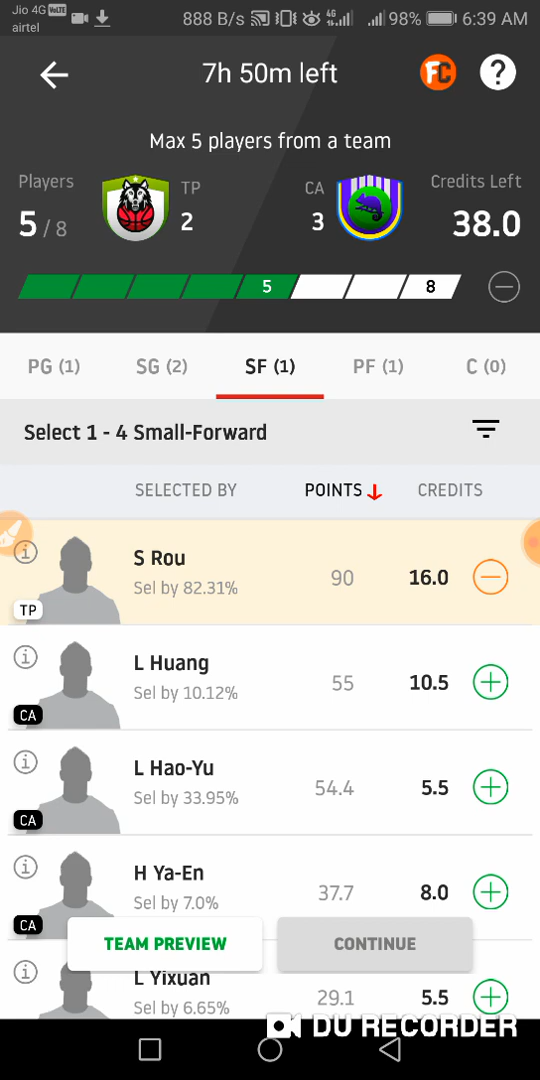 Jio 4G VoLTE
airtel
888 B/s 4G 98% 6:39 AM
7h 50m left
FC
?
Max 5 players from a team
Players
5 / 8
TP
2
CA
3
Credits Left
38.0
5
8
PG (1)
SG (2)
SF (1)
PF (1)
C (0)
Select 1 - 4 Small-Forward
SELECTED BY POINTS CREDITS
S Rou
Sel by 82.31%
90
16.0
TP
L Huang
Sel by 10.12%
55
10.5
CA
L Hao-Yu
Sel by 33.95%
54.4
5.5
CA
H Ya-En
Sel by 7.0%
37.7
8.0
CA
TEAM PREVIEW
CONTINUE
L Yixuan
Sel by 6.65%
29.1
5.5
DU RECORDER